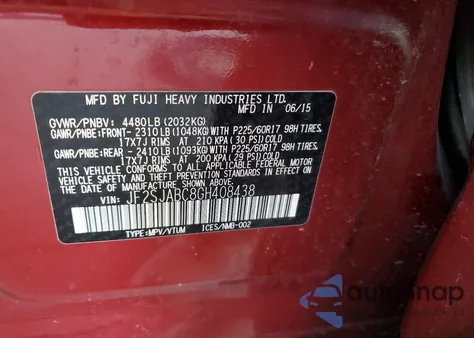 MFD BY FUJI HEAVY INDUSTRIES LTD.
MFD IN 06/15
GVWR/PNBV: 4480LB(2032KG)
GAWR/PNBE:FRONT- 2310LB(1048KG) WITH P225/60R17 98H TIRES,
17X7J RIMS AT 210 KPA(30 PSI)COLD
GAWR/PNBE:REAR - 2410LB(1093KG) WITH P225/60R17 98H TIRES,
17X7J RIMS AT 200 KPA(29 PSI)COLD
THIS VEHICLE CONFORMS TO ALL APPLICABLE
FEDERAL MOTOR VEHICLE SAFETY STANDARDS
IN EFFECT ON THE DATE OF MANUFACTURE SHOWN ABOVE.
VIN: JF2SJABC8GH408438
TYPE:MPV/VTUM ICES/NMB-002
autosnap